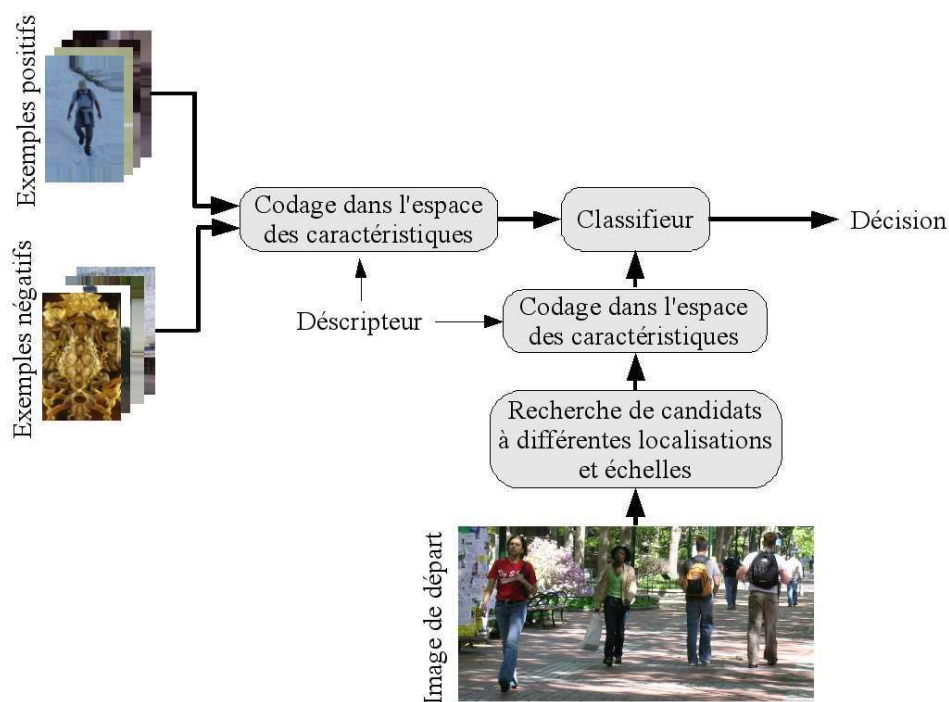 Exemples positifs
Exemples négatifs
Codage dans l'espace
des caractéristiques
Classifieur
Décision
Déscripteur
Codage dans l'espace
des caractéristiques
Recherche de candidats
à différentes localisations
et échelles
Image de départ